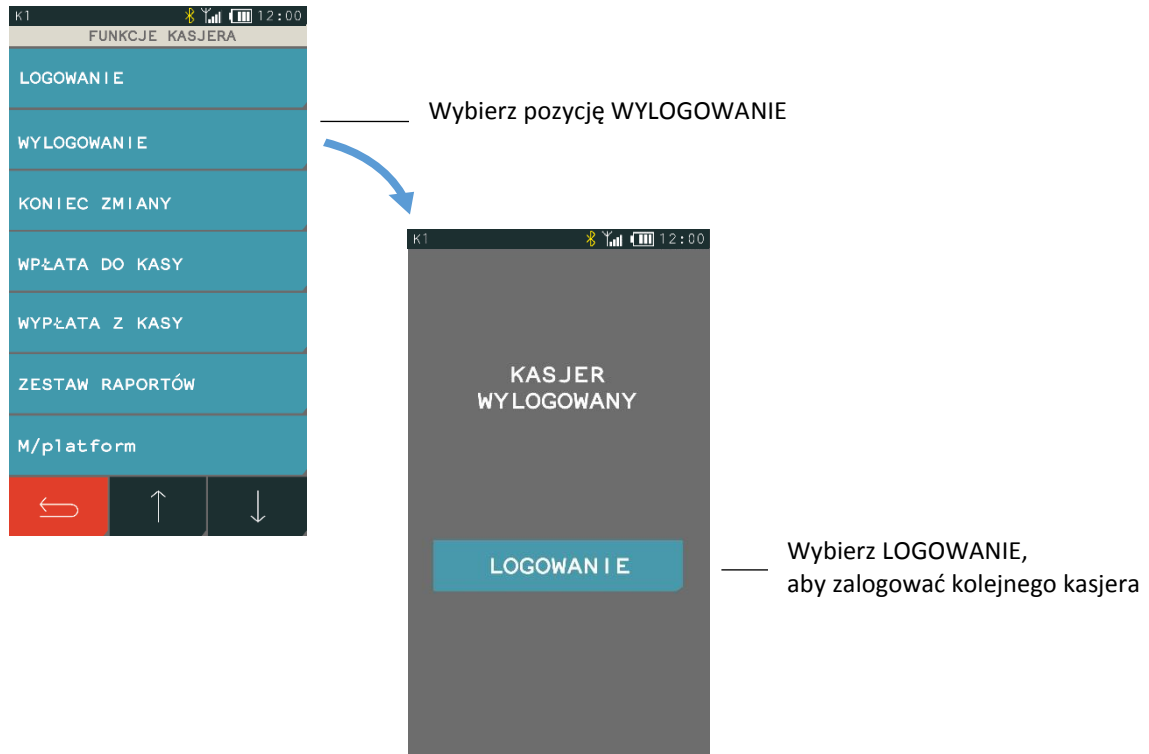 K1 12:00
FUNKCJE KASJERA
LOGOWANIE
WYLOGOWANIE
KONIEC ZMIANY
WPŁATA DO KASY
WYPŁATA Z KASY
ZESTAW RAPORTÓW
M/platform
Wybierz pozycję WYLOGOWANIE
K1 12:00
KASJER
WYLOGOWANY
LOGOWANIE
Wybierz LOGOWANIE,
aby zalogować kolejnego kasjera